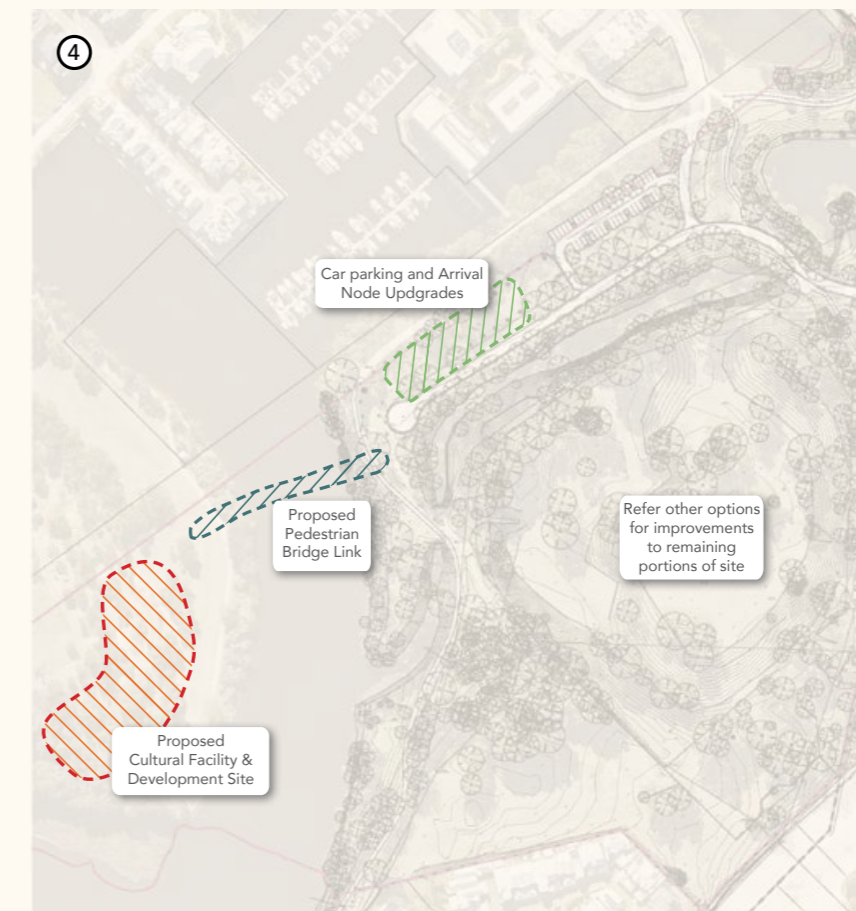 4
Car parking and Arrival
Node Updgrades
Proposed
Pedestrian
Bridge Link
Refer other options
for improvements
to remaining
portions of site
Proposed
Cultural Facility &
Development Site